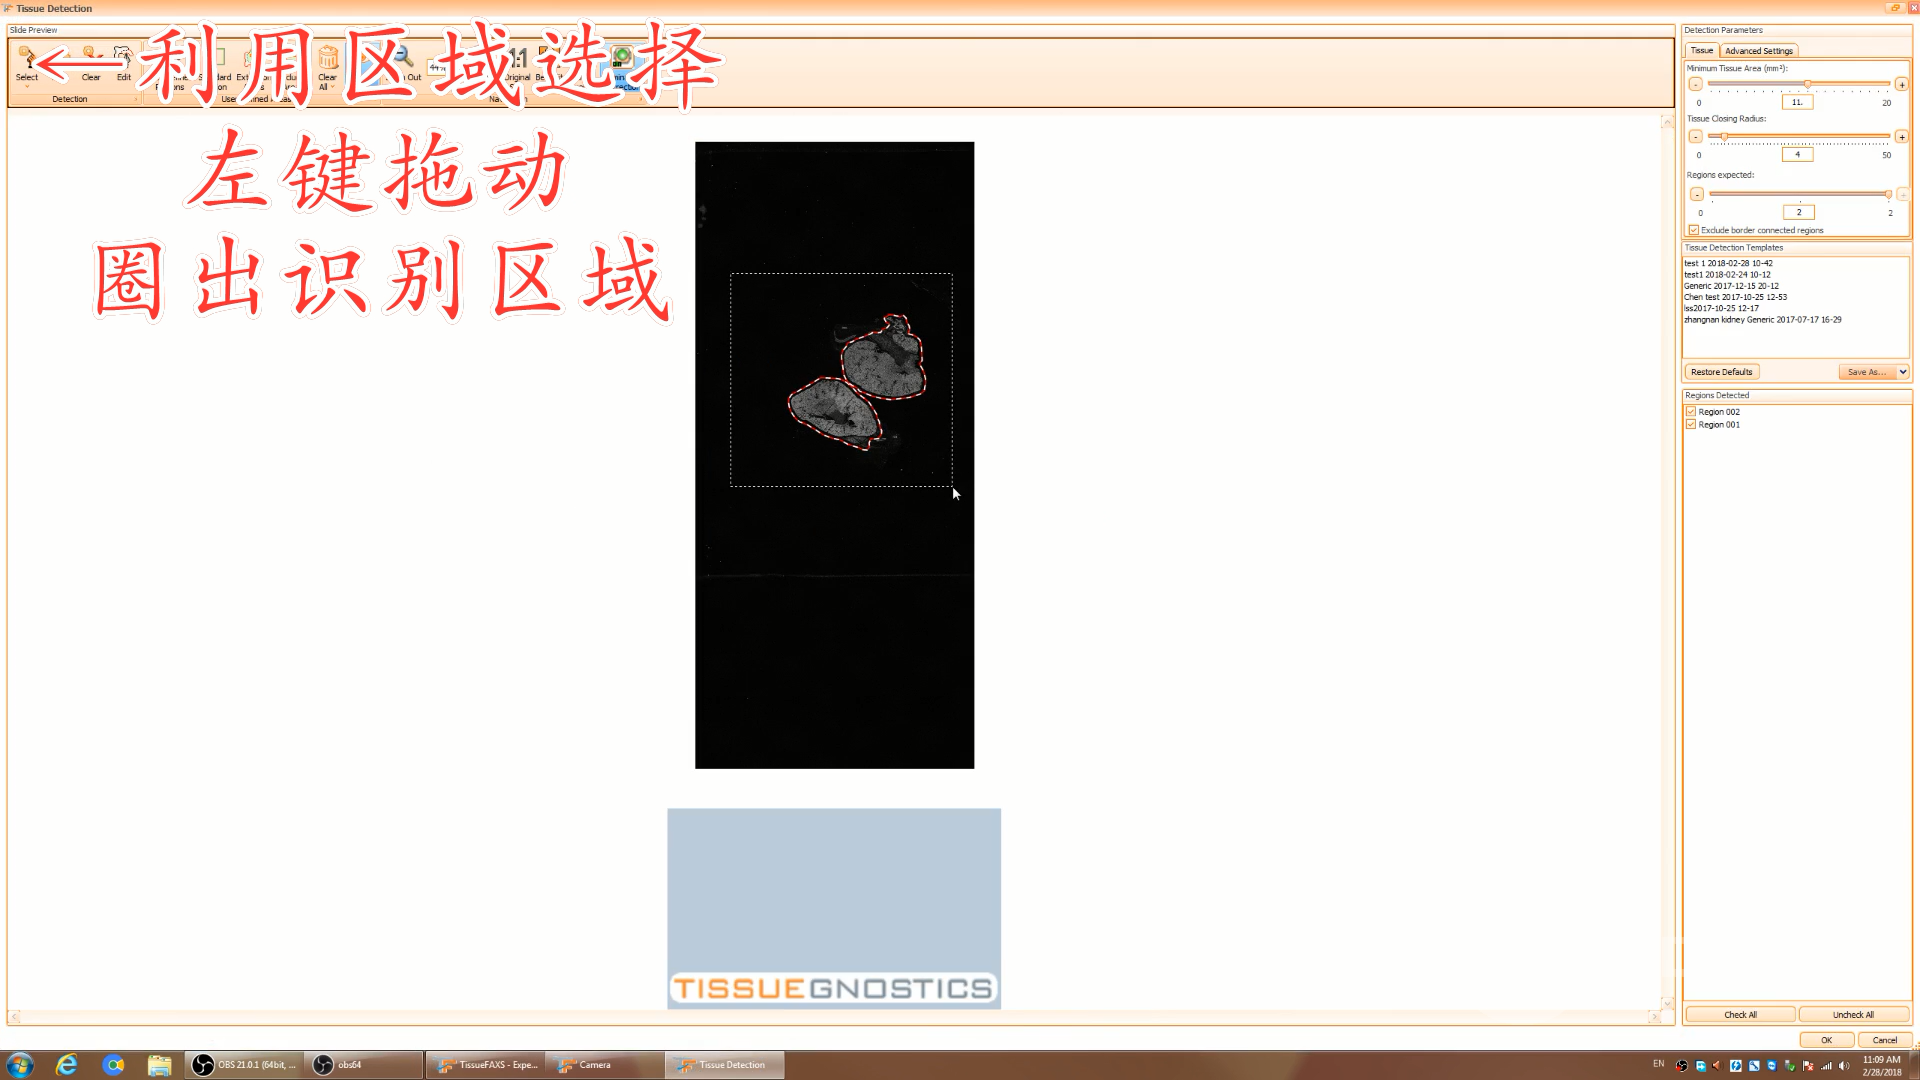 Tissue Detection
Slide Preview
←利用区域选择
左键拖动
圈出识别区域
Select
Clear
Edit
Clear
All
Out
44%
1:1
Original
Detection
Detection Parameters
Tissue
Advanced Settings
Minimum Tissue Area (mm²):
-
+
0
11.
20
Tissue Closing Radius:
-
+
0
4
50
Regions expected:
-
+
0
2
2
Exclude border connected regions
Tissue Detection Templates
test 1 2018-02-28 10-42
test1 2018-02-24 10-12
Generic 2017-12-15 20-12
Chen test 2017-10-25 12-53
lss2017-10-25 12-17
zhangnan kidney Generic 2017-07-17 16-29
Restore Defaults
Save As...
Regions Detected
Region 002
Region 001
TISSUEGNOSTICS
Check All
Uncheck All
OK
Cancel
OBS 21.0.1 (64bit, ...
obs64
TissueFAXS - Expe...
Camera
Tissue Detection
EN
11:09 AM
2/28/2018